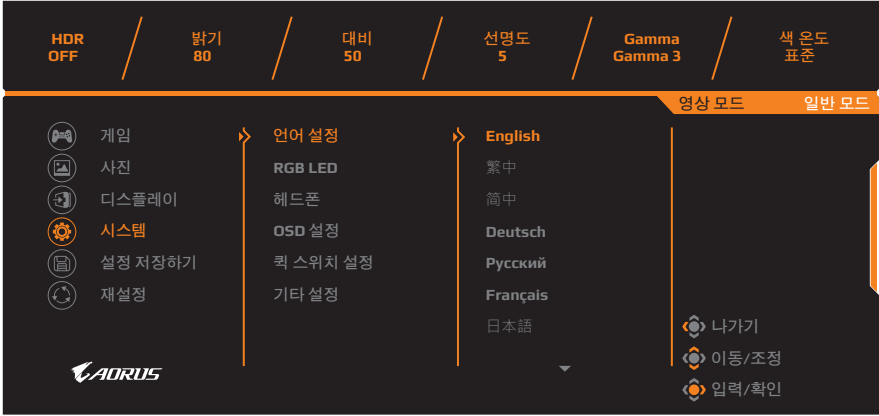 HDR
OFF
밝기
80
대비
50
선명도
5
Gamma
Gamma 3
색 온도
표준
영상 모드
일반 모드
게임
사진
디스플레이
시스템
설정 저장하기
재설정
언어 설정
RGB LED
헤드폰
OSD 설정
퀵 스위치 설정
기타 설정
English
繁中
简中
Deutsch
Русский
Français
日本語
나가기
이동/조정
입력/확인
AORUS